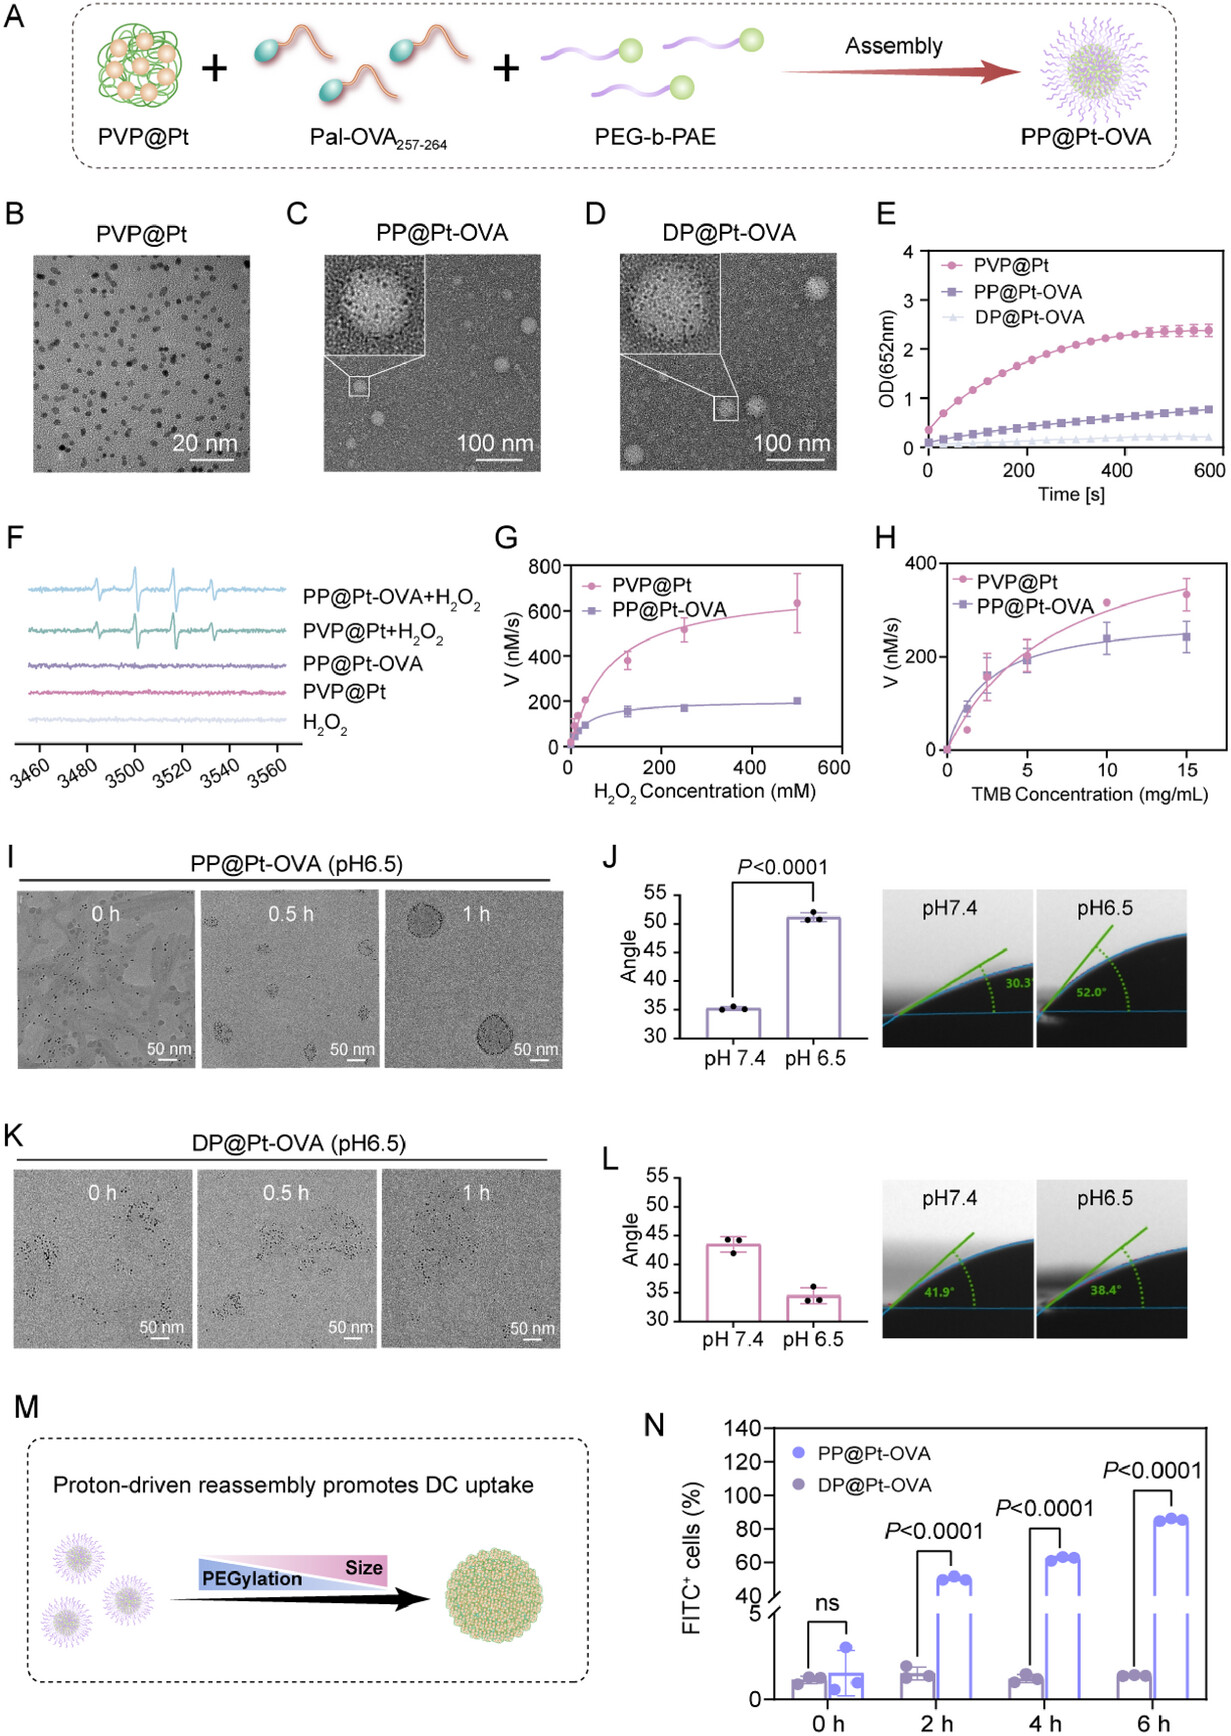 A
Assembly
PVP@Pt
Pal-OVA257-264
PEG-b-PAE
PP@Pt-OVA
B
PVP@Pt
20 nm
C
PP@Pt-OVA
100 nm
D
DP@Pt-OVA
100 nm
E
OD(652nm)
4
3
2
1
0
PVP@Pt
PP@Pt-OVA
DP@Pt-OVA
0 200 400 600
Time [s]
F
PP@Pt-OVA+H2O2
PVP@Pt+H2O2
PP@Pt-OVA
PVP@Pt
H2O2
3460 3480 3500 3520 3540 3560
G
V (nM/s)
800
600
400
200
0
PVP@Pt
PP@Pt-OVA
0 200 400 600
H2O2 Concentration (mM)
H
V (nM/s)
400
200
0
PVP@Pt
PP@Pt-OVA
0 5 10 15
TMB Concentration (mg/mL)
I
PP@Pt-OVA (pH6.5)
0 h
50 nm
0.5 h
50 nm
1 h
50 nm
J
Angle
55
50
45
40
35
30
P<0.0001
pH 7.4 pH 6.5
pH7.4
30.3
pH6.5
52.0°
K
DP@Pt-OVA (pH6.5)
0 h
50 nm
0.5 h
50 nm
1 h
50 nm
L
Angle
55
50
45
40
35
30
pH 7.4 pH 6.5
pH7.4
41.9°
pH6.5
38.4°
M
Proton-driven reassembly promotes DC uptake
PEGylation
Size
N
FITC+ cells (%)
140
120
100
80
60
40
5
0
PP@Pt-OVA
DP@Pt-OVA
ns
P<0.0001
P<0.0001
P<0.0001
0 h 2 h 4 h 6 h